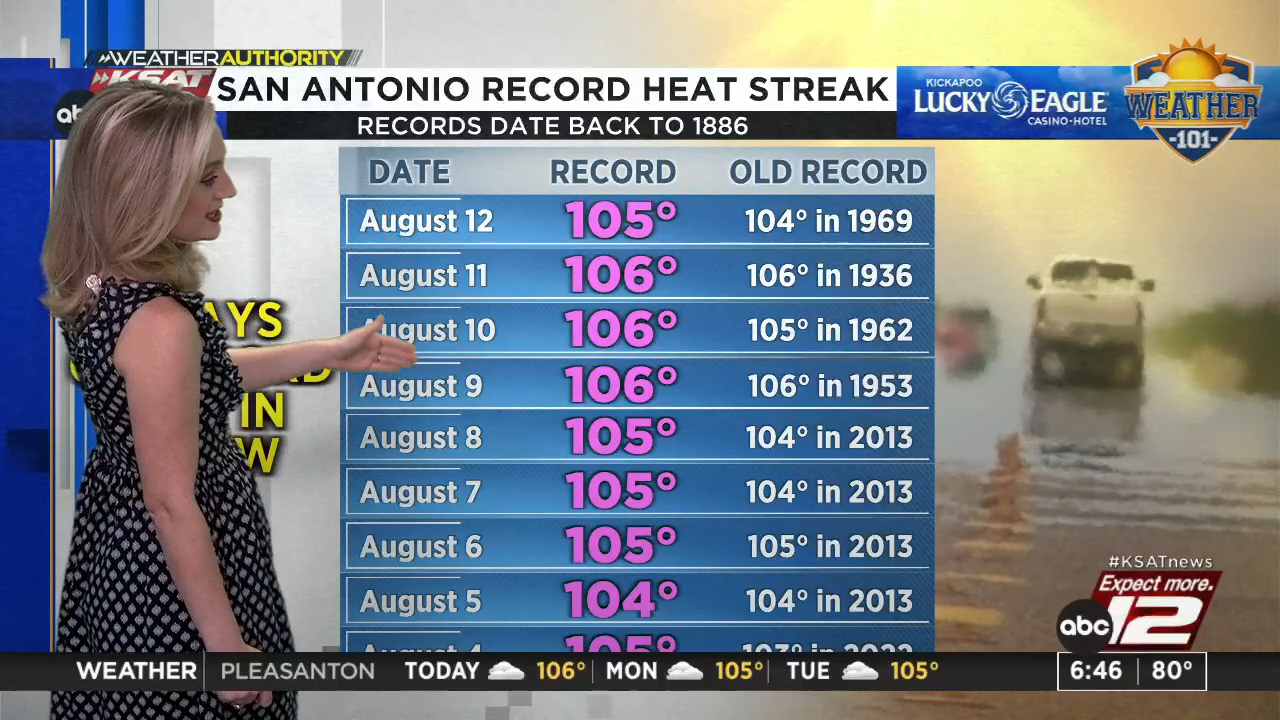 WEATHERAUTHORITY
KSAT
SAN ANTONIO RECORD HEAT STREAK
RECORDS DATE BACK TO 1886
KICKAPOO
LUCKY EAGLE
CASINO-HOTEL
WEATHER
-101-
DATE RECORD OLD RECORD
August 12 105° 104° in 1969
August 11 106° 106° in 1936
August 10 106° 105° in 1962
August 9 106° 106° in 1953
August 8 105° 104° in 2013
August 7 105° 104° in 2013
August 6 105° 105° in 2013
August 5 104° 104° in 2013
IN
#KSATnews
Expect more.
abc 12
WEATHER PLEASANTON TODAY 106° MON 105° TUE 105°
6:46 80°